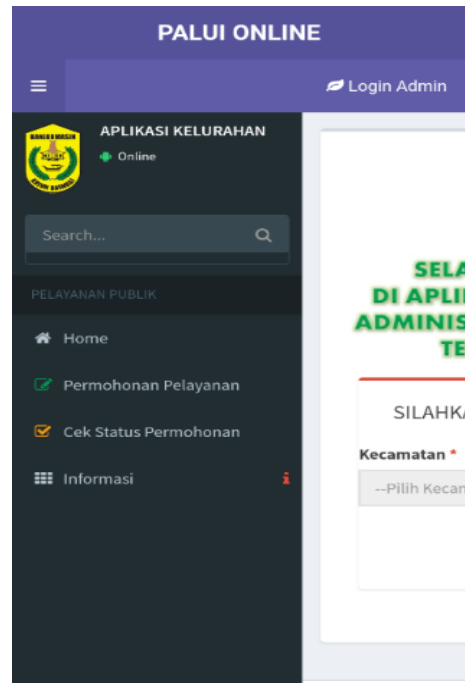 PALUI ONLINE
Login Admin
APLIKASI KELURAHAN
Online
Search...
PELAYANAN PUBLIK
Home
Permohonan Pelayanan
Cek Status Permohonan
Informasi
SELA
DI APLI
ADMINIS
TE
SILAHKA
Kecamatan *
--Pilih Kecam